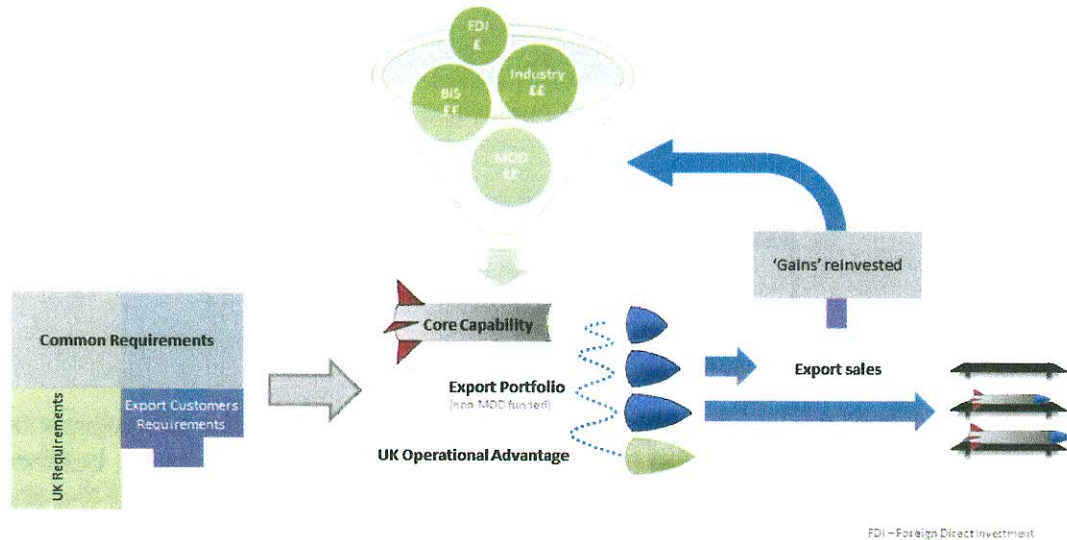 FDI
£
Industry
££
BIS
££
MOD
££
'Gains' reinvested
Common Requirements
Core Capability
Export Customers
Requirements
UK Requirements
Export Portfolio
(non-MOD funded)
Export sales
UK Operational Advantage
FDI – Foreign Direct Investment